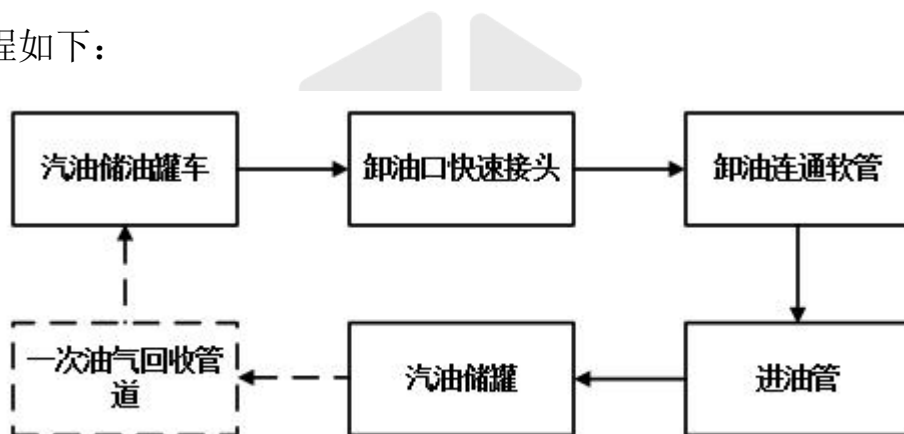 程如下：
汽油储油罐车
卸油口快速接头
卸油连通软管
一次油气回收管
道
汽油储罐
进油管